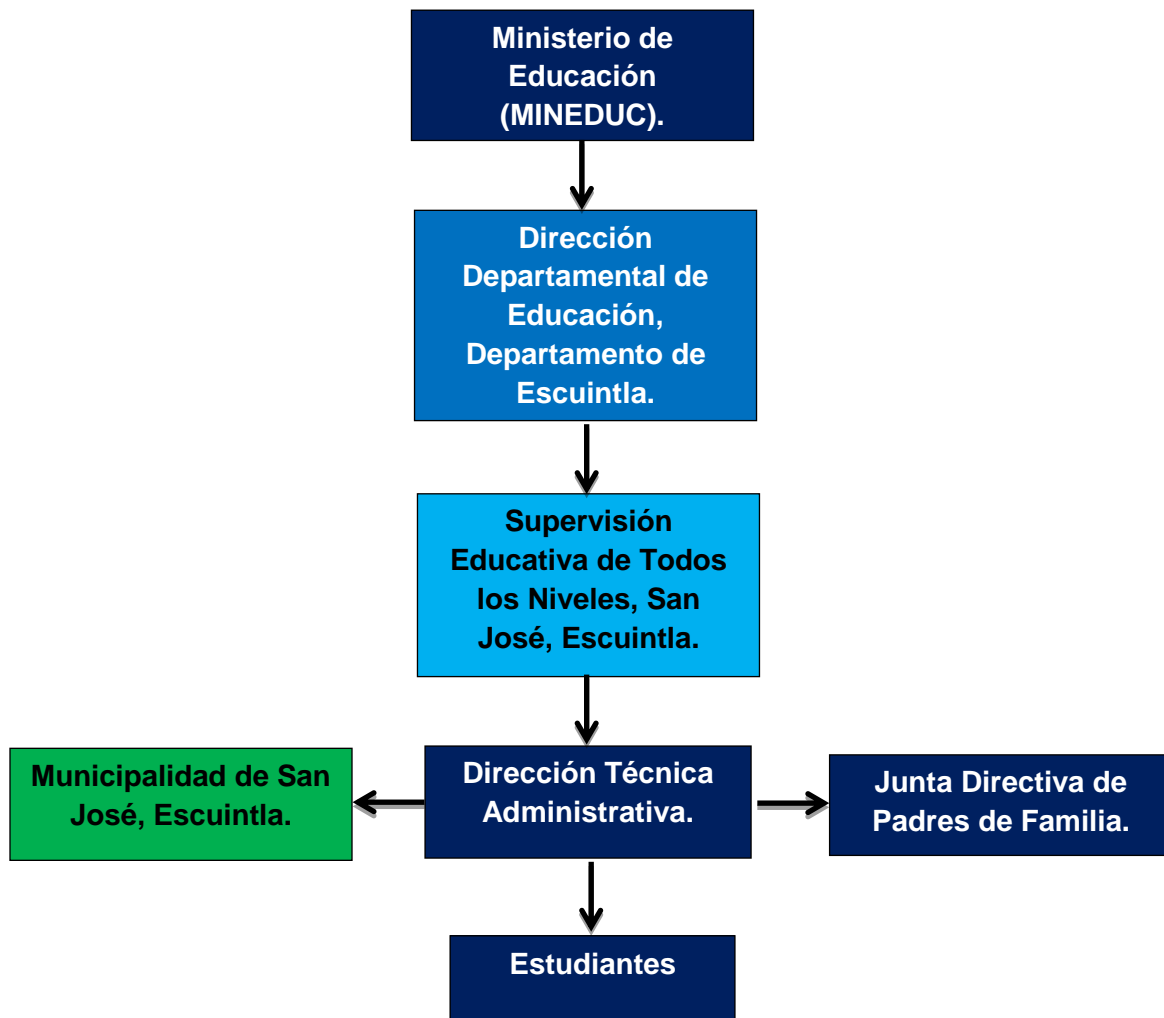 Ministerio de
Educación
(MINEDUC).
Dirección
Departamental de
Educación,
Departamento de
Escuintla.
Supervisión
Educativa de Todos
los Niveles, San
José, Escuintla.
Municipalidad de San
José, Escuintla.
Dirección Técnica
Administrativa.
Junta Directiva de
Padres de Familia.
Estudiantes